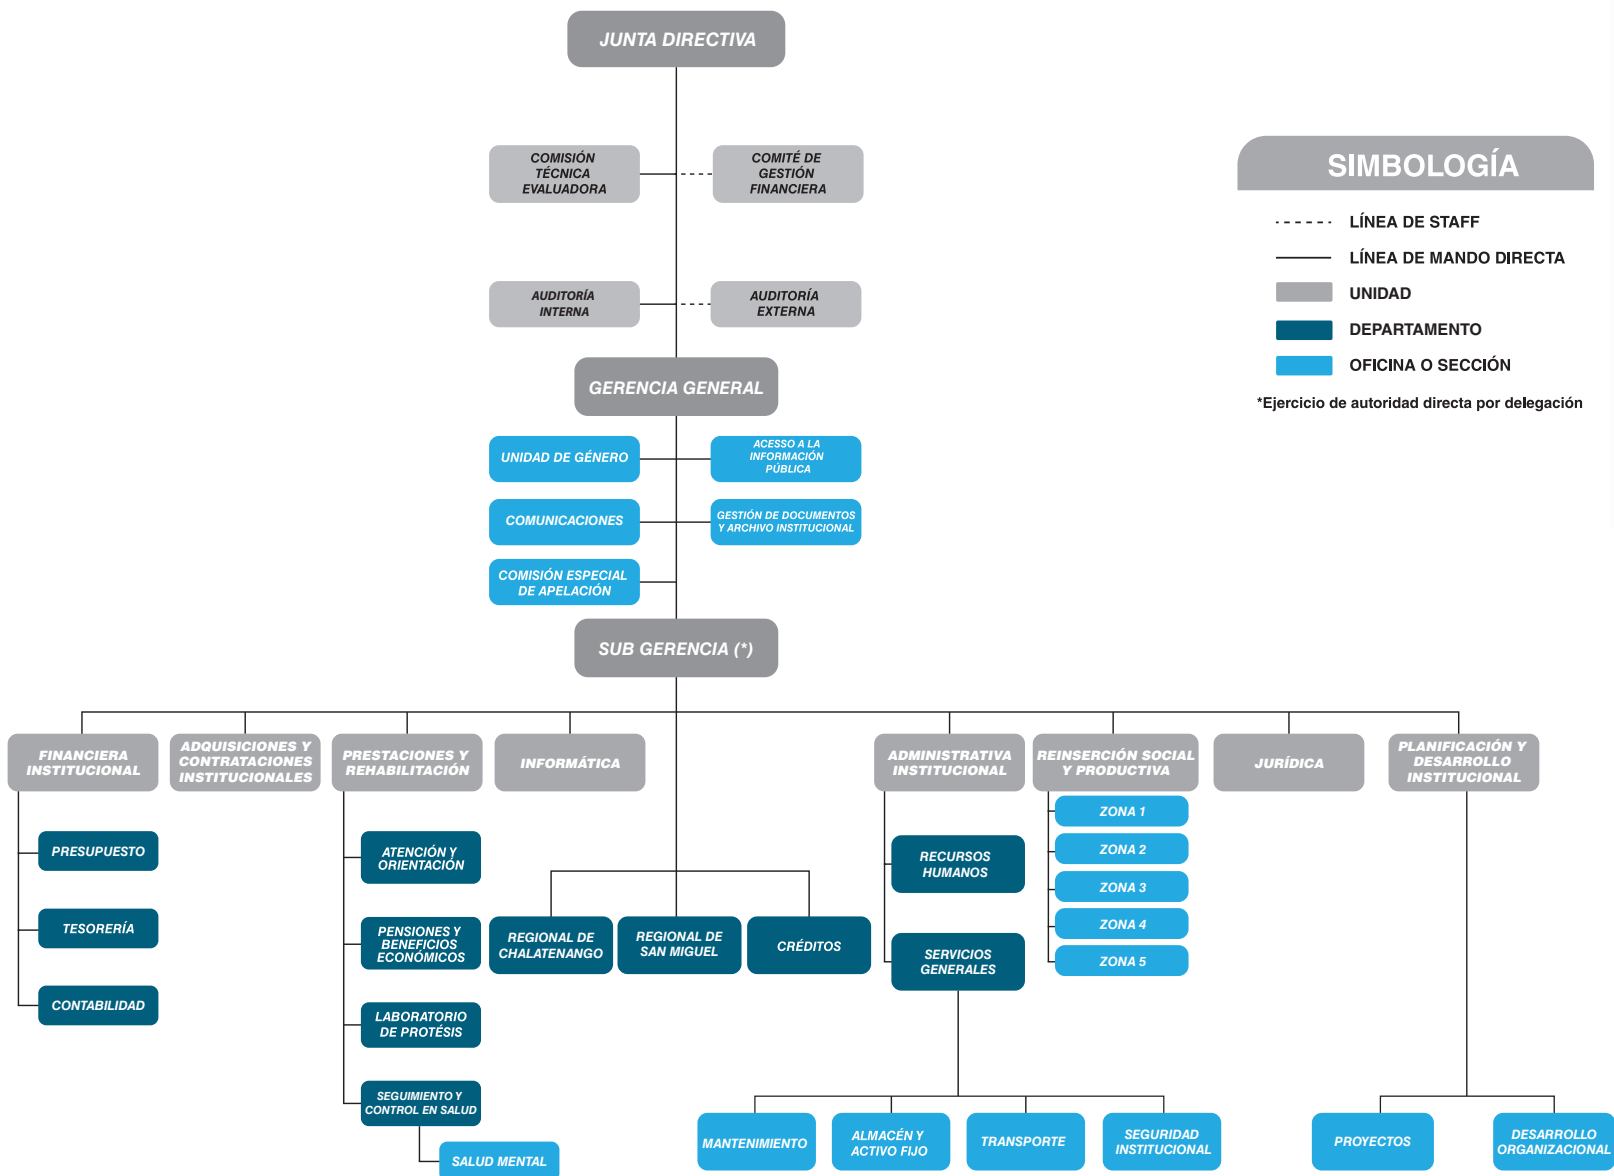 JUNTA DIRECTIVA
COMISIÓN
TÉCNICA
EVALUADORA
COMITÉ DE
GESTIÓN
FINANCIERA
AUDITORÍA
INTERNA
AUDITORÍA
EXTERNA
GERENCIA GENERAL
UNIDAD DE GÉNERO
ACESSO A LA
INFORMACIÓN
PÚBLICA
COMUNICACIONES
GESTIÓN DE DOCUMENTOS
Y ARCHIVO INSTITUCIONAL
COMISIÓN ESPECIAL
DE APELACIÓN
SUB GERENCIA (*)
SIMBOLOGÍA
LÍNEA DE STAFF
LÍNEA DE MANDO DIRECTA
UNIDAD
DEPARTAMENTO
OFICINA O SECCIÓN
*Ejercicio de autoridad directa por delegación
FINANCIERA
INSTITUCIONAL
ADQUISICIONES Y
CONTRATACIONES
INSTITUCIONALES
PRESTACIONES Y
REHABILITACIÓN
INFORMÁTICA
ADMINISTRATIVA
INSTITUCIONAL
REINSERCIÓN SOCIAL
Y PRODUCTIVA
JURÍDICA
PLANIFICACIÓN Y
DESARROLLO
INSTITUCIONAL
PRESUPUESTO
TESORERÍA
CONTABILIDAD
ATENCIÓN Y
ORIENTACIÓN
PENSIONES Y
BENEFICIOS
ECONÓMICOS
LABORATORIO
DE PROTÉSIS
SEGUIMIENTO Y
CONTROL EN SALUD
SALUD MENTAL
REGIONAL DE
CHALATENANGO
REGIONAL DE
SAN MIGUEL
CRÉDITOS
RECURSOS
HUMANOS
SERVICIOS
GENERALES
ZONA 1
ZONA 2
ZONA 3
ZONA 4
ZONA 5
MANTENIMIENTO
ALMACÉN Y
ACTIVO FIJO
TRANSPORTE
SEGURIDAD
INSTITUCIONAL
PROYECTOS
DESARROLLO
ORGANIZACIONAL